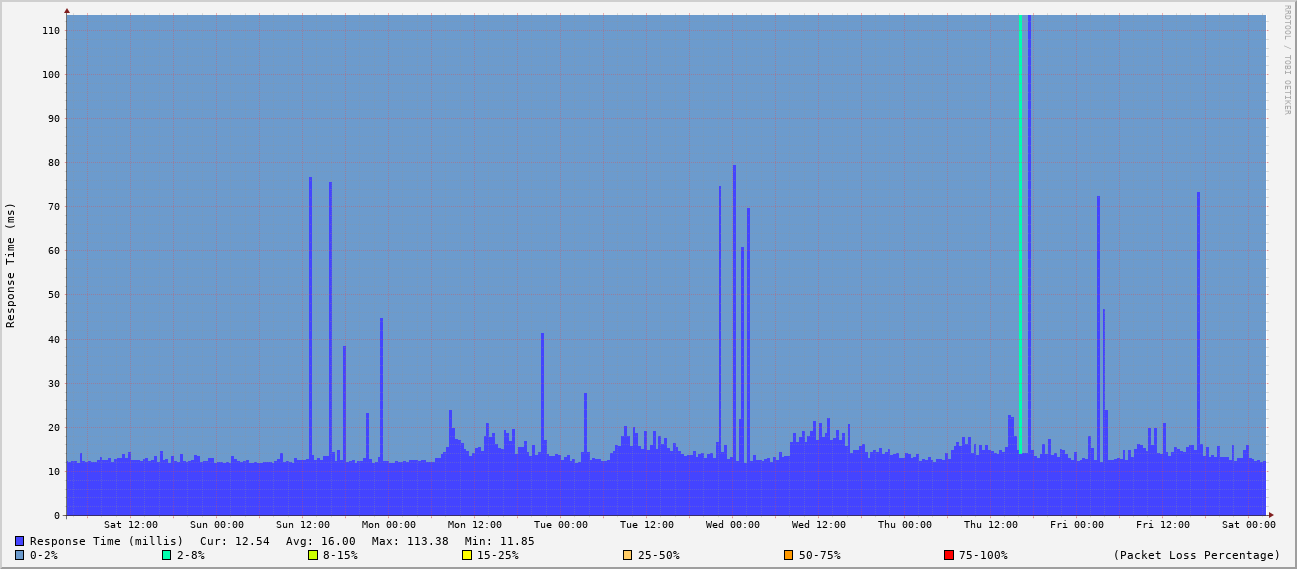 RRDTOOL / TOBI OETIKER
Response Time (ms)
110
100
90
80
70
60
50
40
30
20
10
0
Sat 12:00 Sun 00:00 Sun 12:00 Mon 00:00 Mon 12:00 Tue 00:00 Tue 12:00 Wed 00:00 Wed 12:00 Thu 00:00 Thu 12:00 Fri 00:00 Fri 12:00 Sat 00:00
Response Time (millis) Cur: 12.54 Avg: 16.00 Max: 113.38 Min: 11.85
0-2% 2-8% 8-15% 15-25% 25-50% 50-75% 75-100% (Packet Loss Percentage)